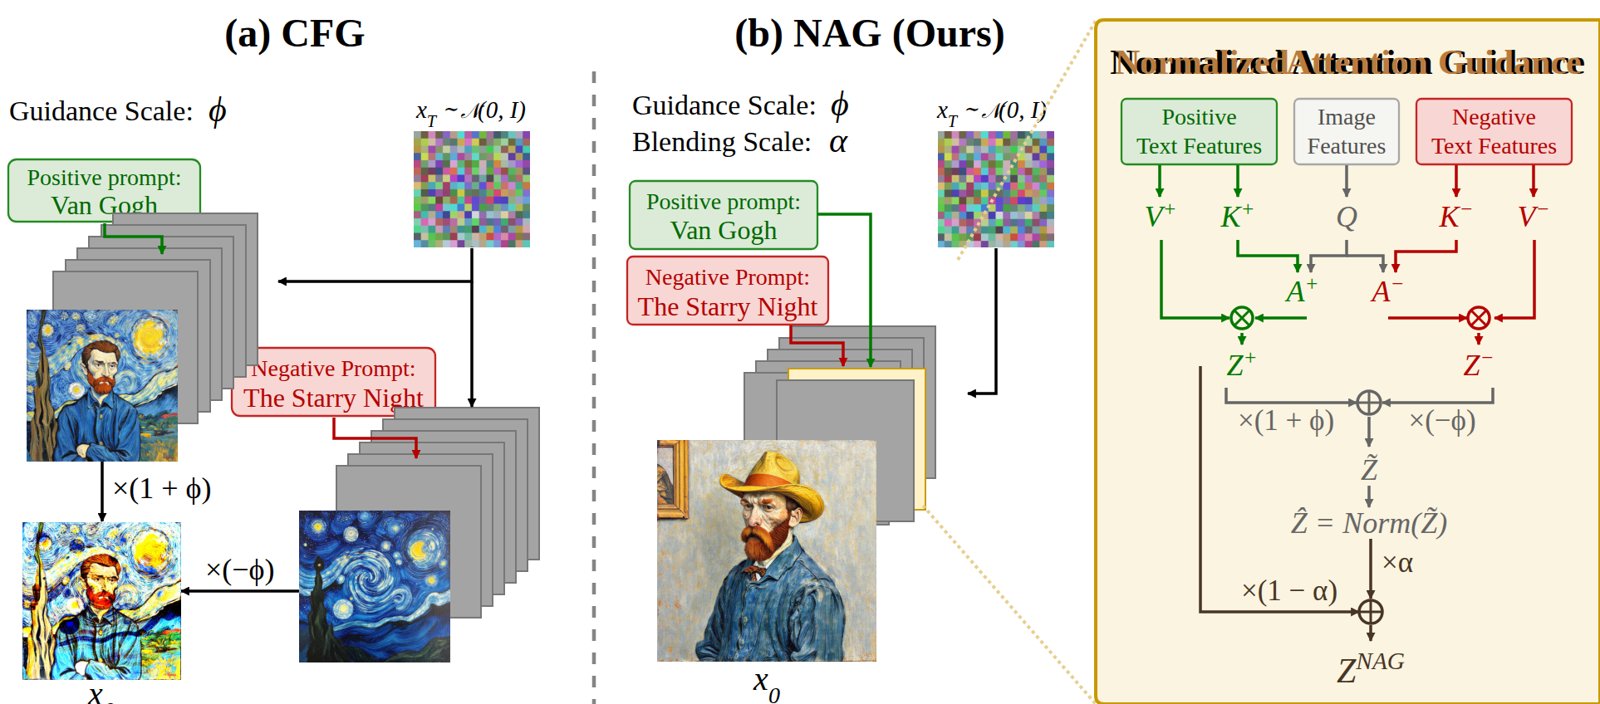 (a) CFG
Guidance Scale: ϕ
x_T ∼ 𝒩(0, I)
Positive prompt:
Van Gogh
Negative Prompt:
The Starry Night
×(1 + ϕ)
×(−ϕ)
(b) NAG (Ours)
Guidance Scale: ϕ
Blending Scale: α
x_T ∼ 𝒩(0, I)
Positive prompt:
Van Gogh
Negative Prompt:
The Starry Night
x_0
Normalized Attention Guidance
Positive
Text Features
Image
Features
Negative
Text Features
V⁺ K⁺ Q K⁻ V⁻
A⁺ A⁻
Z⁺ Z⁻
×(1 + ϕ) ×(−ϕ)
Z̃
Ẑ = Norm(Z̃)
×α
×(1 − α)
Z^NAG